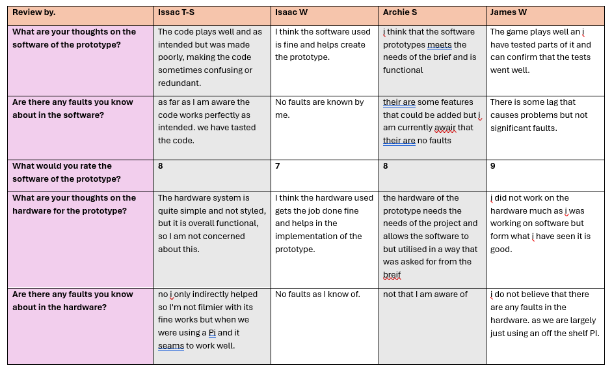 Review by. Issac T-S Isaac W Archie S James W
What are your thoughts on the software of the prototype?
The code plays well and as
intended but was made
poorly, making the code
sometimes confusing or
redundant.
I think the software used
is fine and helps create
the prototype.
i think that the software
prototypes meets the
needs of the brief and is
functional
The game plays well an i
have tested parts of it and
can confirm that the tests
went well.
Are there any faults you know
about in the software?
as far as I am aware the
code works perfectly as
intended. we have tasted
the code.
No faults are known by
me.
their are some features
that could be added but i
am currently awair that
their are no faults
There is some lag that
causes problems but not
significant faults.
What would you rate the
software of the prototype?
8 7 8 9
What are your thoughts on the
hardware for the prototype?
The hardware system is
quite simple and not styled,
but it is overall functional,
so I am not concerned
about this.
I think the hardware used
gets the job done fine
and helps in the
implementation of the
prototype.
the hardware of the
prototype needs the
needs of the project and
allows the software to
but utilised in a way that
was asked for from the
breif
i did not work on the
hardware much as i was
working on software but
form what i have seen it is
good.
Are there any faults you know
about in the hardware?
no i only indirectly helped
so I'm not filmier with its
fine works but when we
were using a Pi and it
seams to work well.
No faults as I know of.
not that I am aware of
i do not believe that there
are any faults in the
hardware. as we are largely
just using an off the shelf PI.